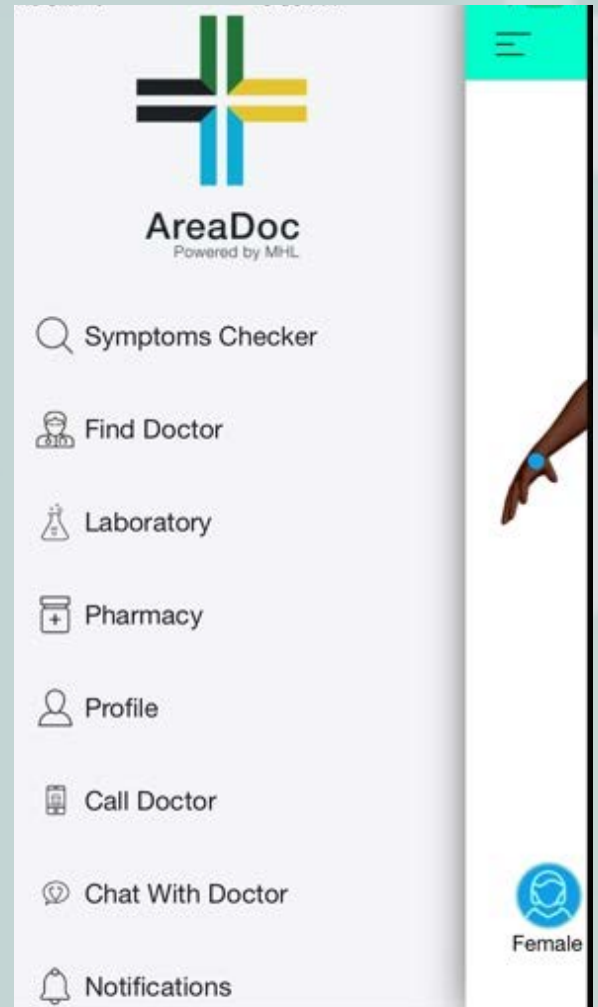 AreaDoc
Powered by MHL
Symptoms Checker
Find Doctor
Laboratory
Pharmacy
Profile
Call Doctor
Chat With Doctor
Notifications
Female